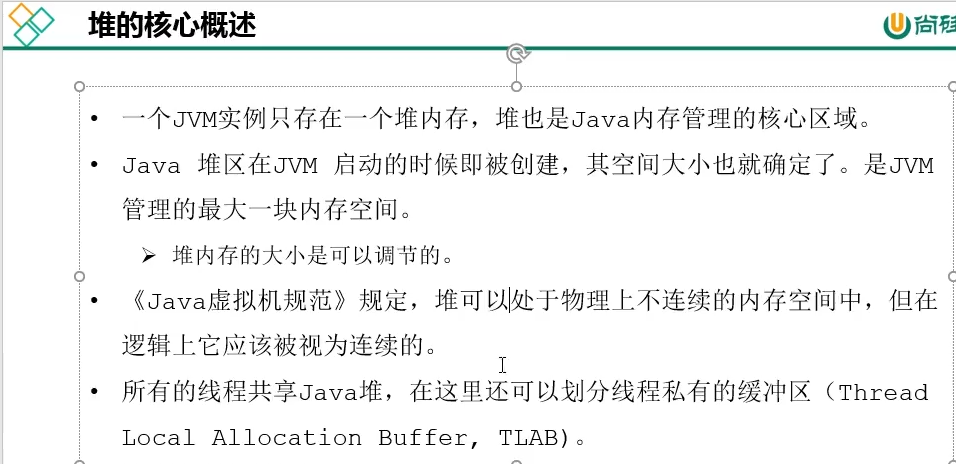 堆的核心概述
尚硅
• 一个JVM实例只存在一个堆内存，堆也是Java内存管理的核心区域。
• Java 堆区在JVM 启动的时候即被创建，其空间大小也就确定了。是JVM
管理的最大一块内存空间。
➢ 堆内存的大小是可以调节的。
• 《Java虚拟机规范》规定，堆可以处于物理上不连续的内存空间中，但在
逻辑上它应该被视为连续的。
• 所有的线程共享Java堆，在这里还可以划分线程私有的缓冲区（Thread
Local Allocation Buffer, TLAB)。